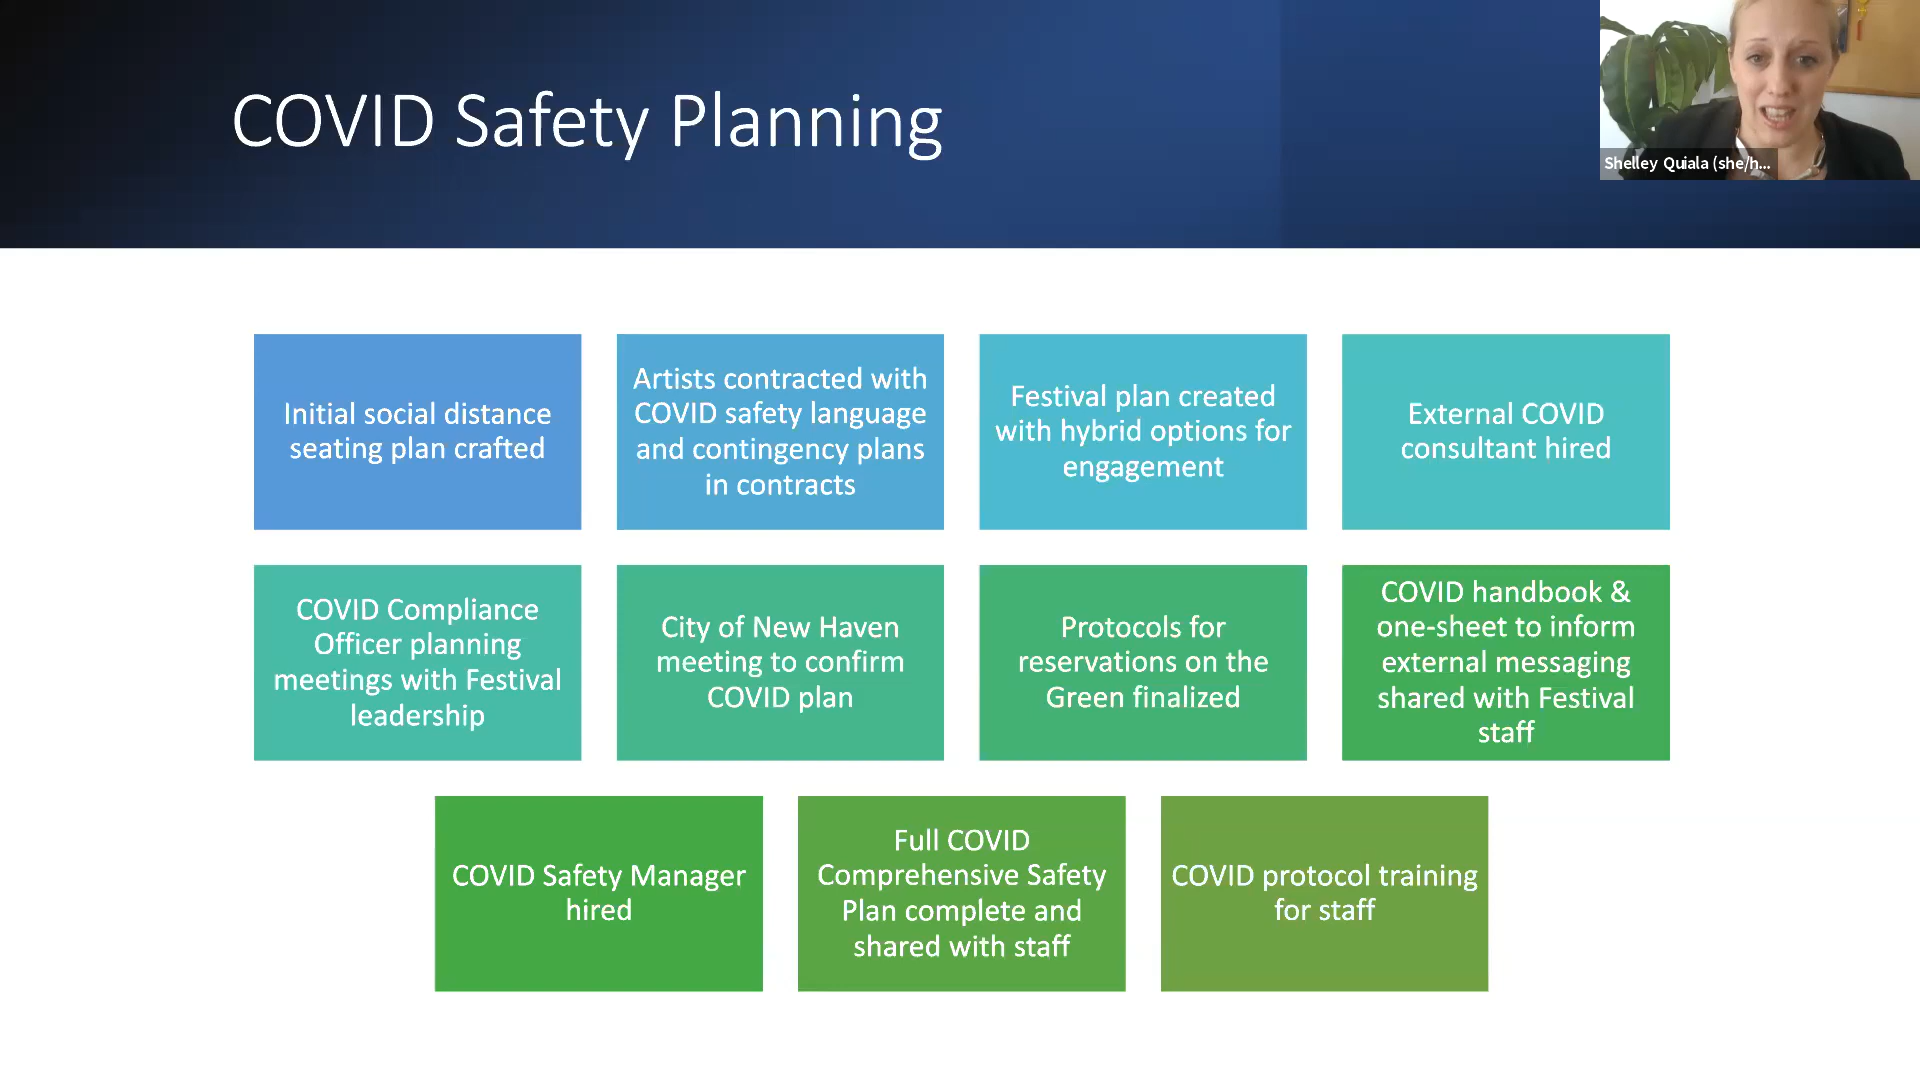 COVID Safety Planning
Shelley Quiala (she/h...
Initial social distance
seating plan crafted
Artists contracted with
COVID safety language
and contingency plans
in contracts
Festival plan created
with hybrid options for
engagement
External COVID
consultant hired
COVID Compliance
Officer planning
meetings with Festival
leadership
City of New Haven
meeting to confirm
COVID plan
Protocols for
reservations on the
Green finalized
COVID handbook &
one-sheet to inform
external messaging
shared with Festival
staff
COVID Safety Manager
hired
Full COVID
Comprehensive Safety
Plan complete and
shared with staff
COVID protocol training
for staff